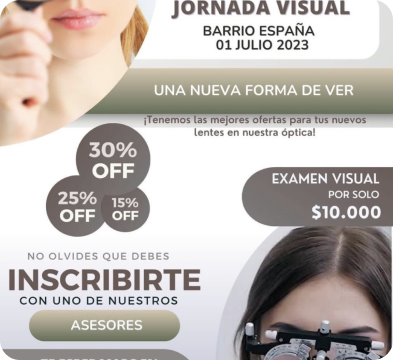 JORNADA VISUAL
BARRIO ESPAÑA
01 JULIO 2023
UNA NUEVA FORMA DE VER
¡Tenemos las mejores ofertas para tus nuevos
lentes en nuestra óptica!
30%
OFF
25%
OFF
15%
OFF
EXAMEN VISUAL
POR SOLO
$10.000
NO OLVIDES QUE DEBES
INSCRIBIRTE
CON UNO DE NUESTROS
ASESORES